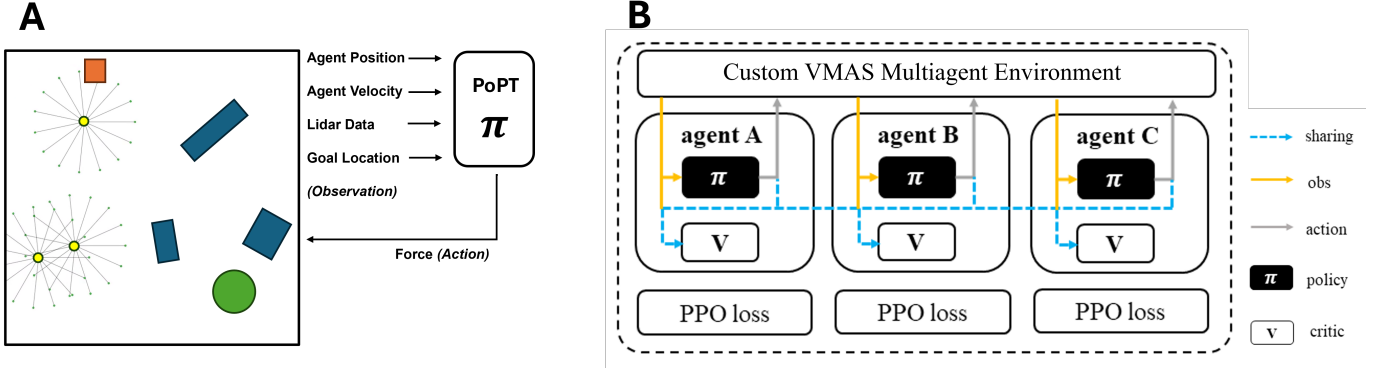 A
Agent Position
Agent Velocity
Lidar Data
Goal Location
(Observation)
PoPT
π
Force (Action)
B
Custom VMAS Multiagent Environment
agent A
π
V
PPO loss
agent B
π
V
PPO loss
agent C
π
V
PPO loss
sharing
obs
action
π policy
V critic